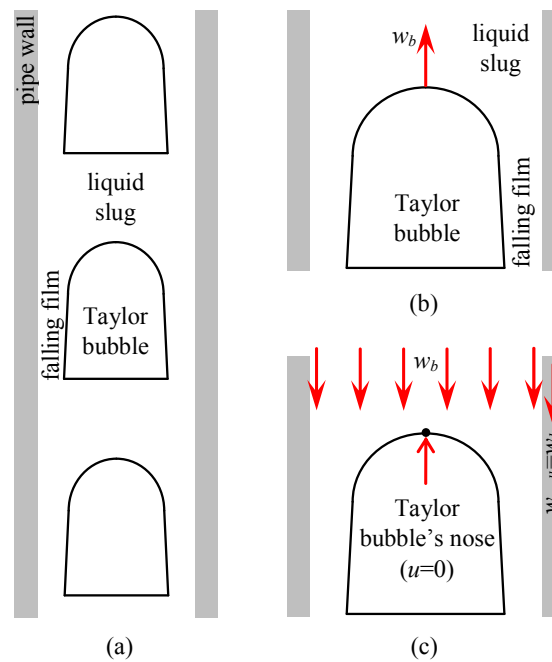 pipe wall
liquid
slug
falling film
Taylor
bubble
(a)
w_b
liquid
slug
Taylor
bubble
falling film
(b)
w_b
Taylor
bubble’s nose
(u=0)
(c)